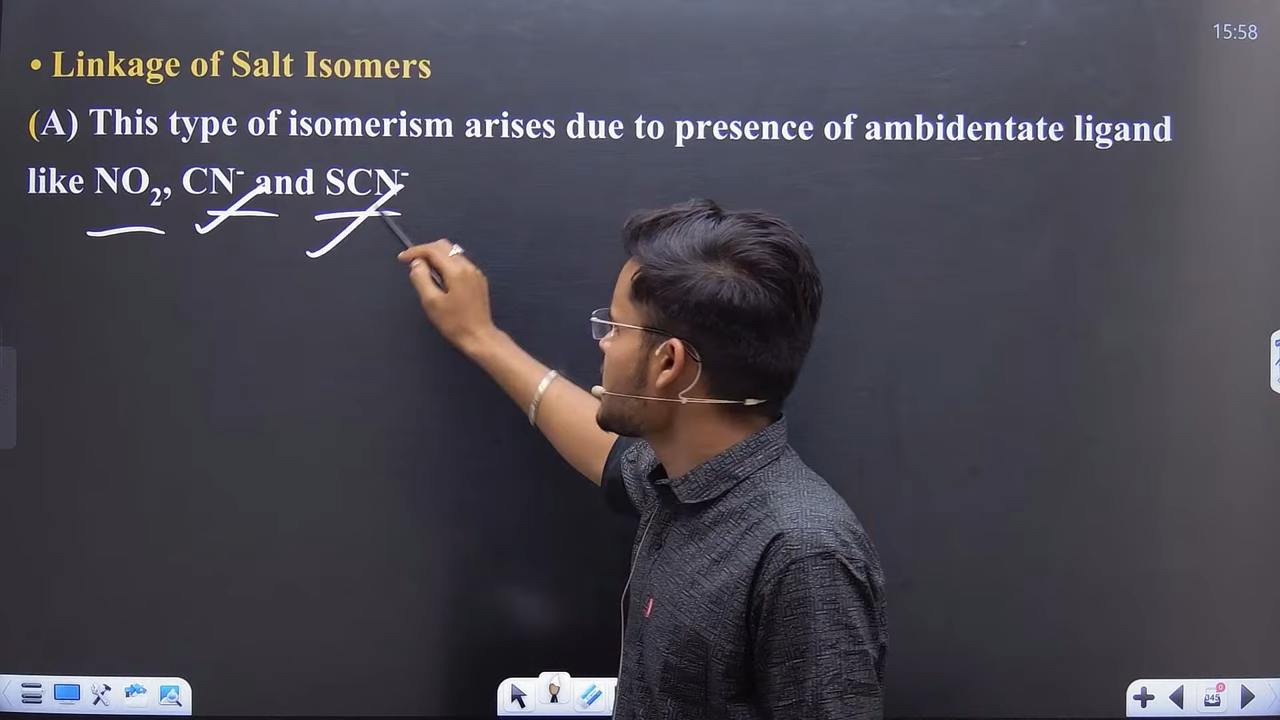 15:58
• Linkage of Salt Isomers
(A) This type of isomerism arises due to presence of ambidentate ligand
like NO₂, CN⁻ and SCN⁻